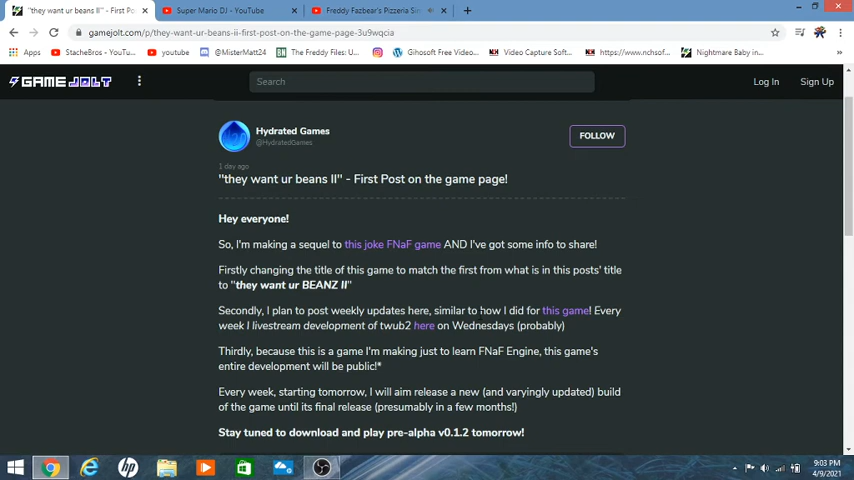 "they want ur beans II" - First P
Super Mario DJ - YouTube
Freddy Fazbear's Pizzeria Sim
gamejolt.com/p/they-want-ur-beans-ii-first-post-on-the-game-page-3u9wqcia
Apps
StacheBros - YouTu...
youtube
@MisterMatt24
The Freddy Files: U...
Gihosoft Free Video...
Video Capture Soft...
https://www.nchsof...
Nightmare Baby in...
GAME JOLT
Search
Log In
Sign Up
Hydrated Games
@HydratedGames
FOLLOW
1 day ago
"they want ur beans II" - First Post on the game page!
Hey everyone!
So, I'm making a sequel to this joke FNaF game AND I've got some info to share!
Firstly changing the title of this game to match the first from what is in this posts' title
to "they want ur BEANZ II"
Secondly, I plan to post weekly updates here, similar to how I did for this game! Every
week I livestream development of twub2 here on Wednesdays (probably)
Thirdly, because this is a game I'm making just to learn FNaF Engine, this game's
entire development will be public!*
Every week, starting tomorrow, I will aim release a new (and varyingly updated) build
of the game until its final release (presumably in a few months!)
Stay tuned to download and play pre-alpha v0.1.2 tomorrow!
9:03 PM
4/9/2021